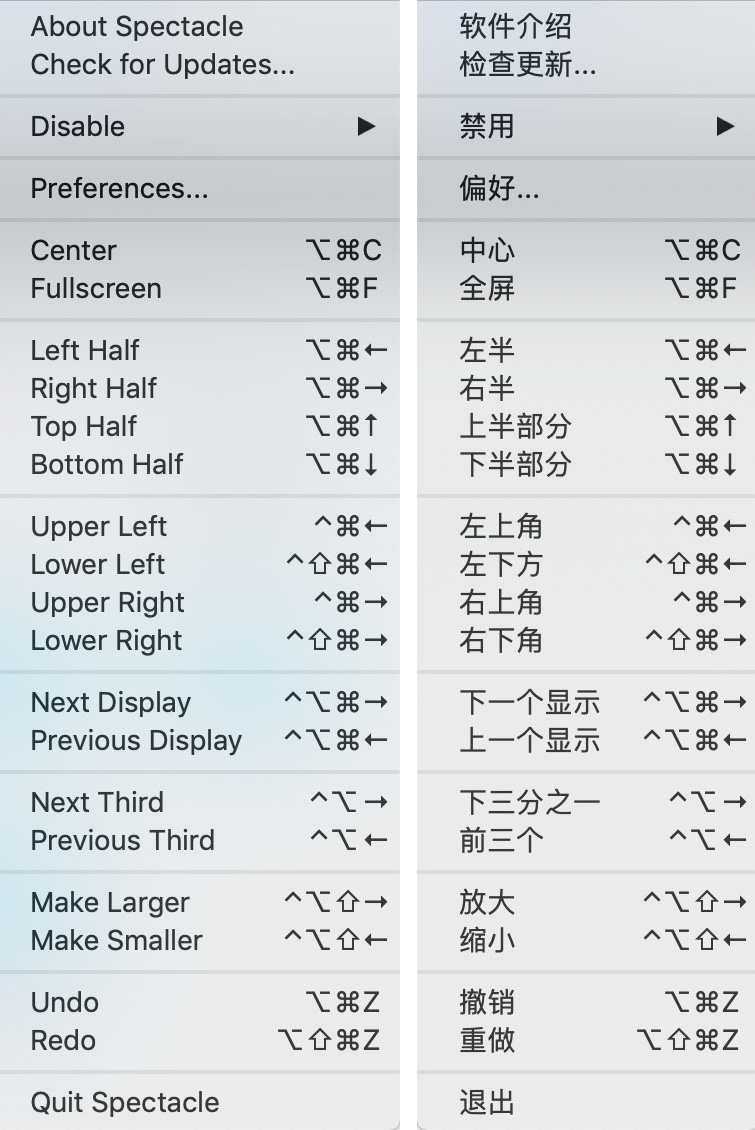 About Spectacle
Check for Updates...
Disable ▶
Preferences...
Center ⌥⌘C
Fullscreen ⌥⌘F
Left Half ⌥⌘←
Right Half ⌥⌘→
Top Half ⌥⌘↑
Bottom Half ⌥⌘↓
Upper Left ^⌘←
Lower Left ^⇧⌘←
Upper Right ^⌘→
Lower Right ^⇧⌘→
Next Display ^⌥⌘→
Previous Display ^⌥⌘←
Next Third ^⌥→
Previous Third ^⌥←
Make Larger ^⌥⇧→
Make Smaller ^⌥⇧←
Undo ⌥⌘Z
Redo ⌥⇧⌘Z
Quit Spectacle
软件介绍
检查更新...
禁用 ▶
偏好...
中心 ⌥⌘C
全屏 ⌥⌘F
左半 ⌥⌘←
右半 ⌥⌘→
上半部分 ⌥⌘↑
下半部分 ⌥⌘↓
左上角 ^⌘←
左下方 ^⇧⌘←
右上角 ^⌘→
右下角 ^⇧⌘→
下一个显示 ^⌥⌘→
上一个显示 ^⌥⌘←
下三分之一 ^⌥→
前三个 ^⌥←
放大 ^⌥⇧→
缩小 ^⌥⇧←
撤销 ⌥⌘Z
重做 ⌥⇧⌘Z
退出